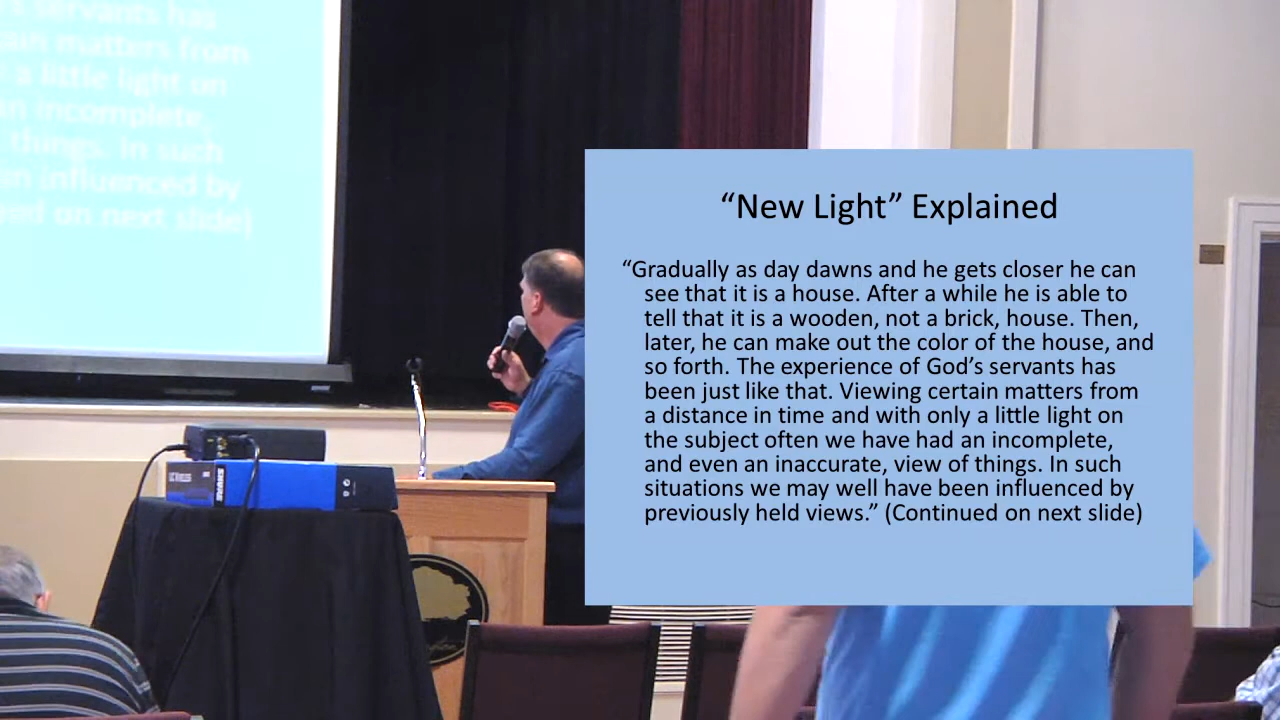 s servants has
ain matters from
a little light on
an incomplete,
things. In such
en influenced by
on next slide)
“New Light” Explained
“Gradually as day dawns and he gets closer he can
see that it is a house. After a while he is able to
tell that it is a wooden, not a brick, house. Then,
later, he can make out the color of the house, and
so forth. The experience of God’s servants has
been just like that. Viewing certain matters from
a distance in time and with only a little light on
the subject often we have had an incomplete,
and even an inaccurate, view of things. In such
situations we may well have been influenced by
previously held views.” (Continued on next slide)
SHURE